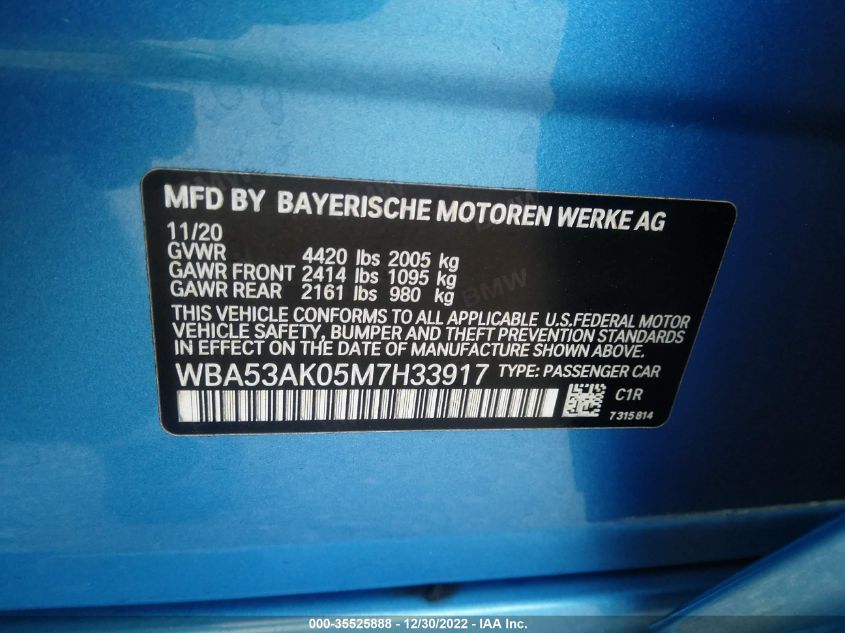 MFD BY BAYERISCHE MOTOREN WERKE AG
11/20
GVWR 4420 lbs 2005 kg
GAWR FRONT 2414 lbs 1095 kg
GAWR REAR 2161 lbs 980 kg
THIS VEHICLE CONFORMS TO ALL APPLICABLE U.S.FEDERAL MOTOR
VEHICLE SAFETY, BUMPER AND THEFT PREVENTION STANDARDS
IN EFFECT ON THE DATE OF MANUFACTURE SHOWN ABOVE.
WBA53AK05M7H33917 TYPE: PASSENGER CAR
C1R
7315814
BMW
000-35525888 - 12/30/2022 - IAA Inc.